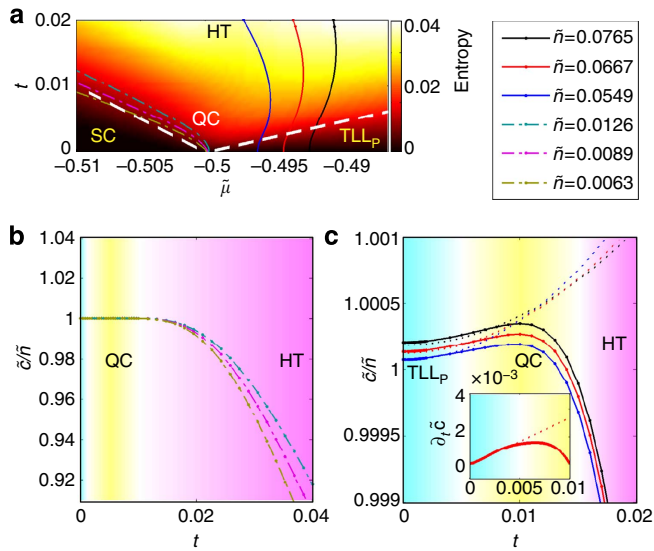 a
HT
QC
SC
TLL_P
t
0.02
0.01
0
−0.51
−0.505
−0.5
−0.495
−0.49
μ̃
0.04
0.02
0
Entropy
ñ=0.0765
ñ=0.0667
ñ=0.0549
ñ=0.0126
ñ=0.0089
ñ=0.0063
b
1.04
1.02
1
0.98
0.96
0.94
0.92
c̃/ñ
QC
HT
0
0.02
0.04
t
c
1.001
1.0005
1
0.9995
0.999
c̃/ñ
TLL_P
QC
HT
×10⁻³
4
2
0
∂ₜc̃
0
0.005
0.01
0
0.01
0.02
t